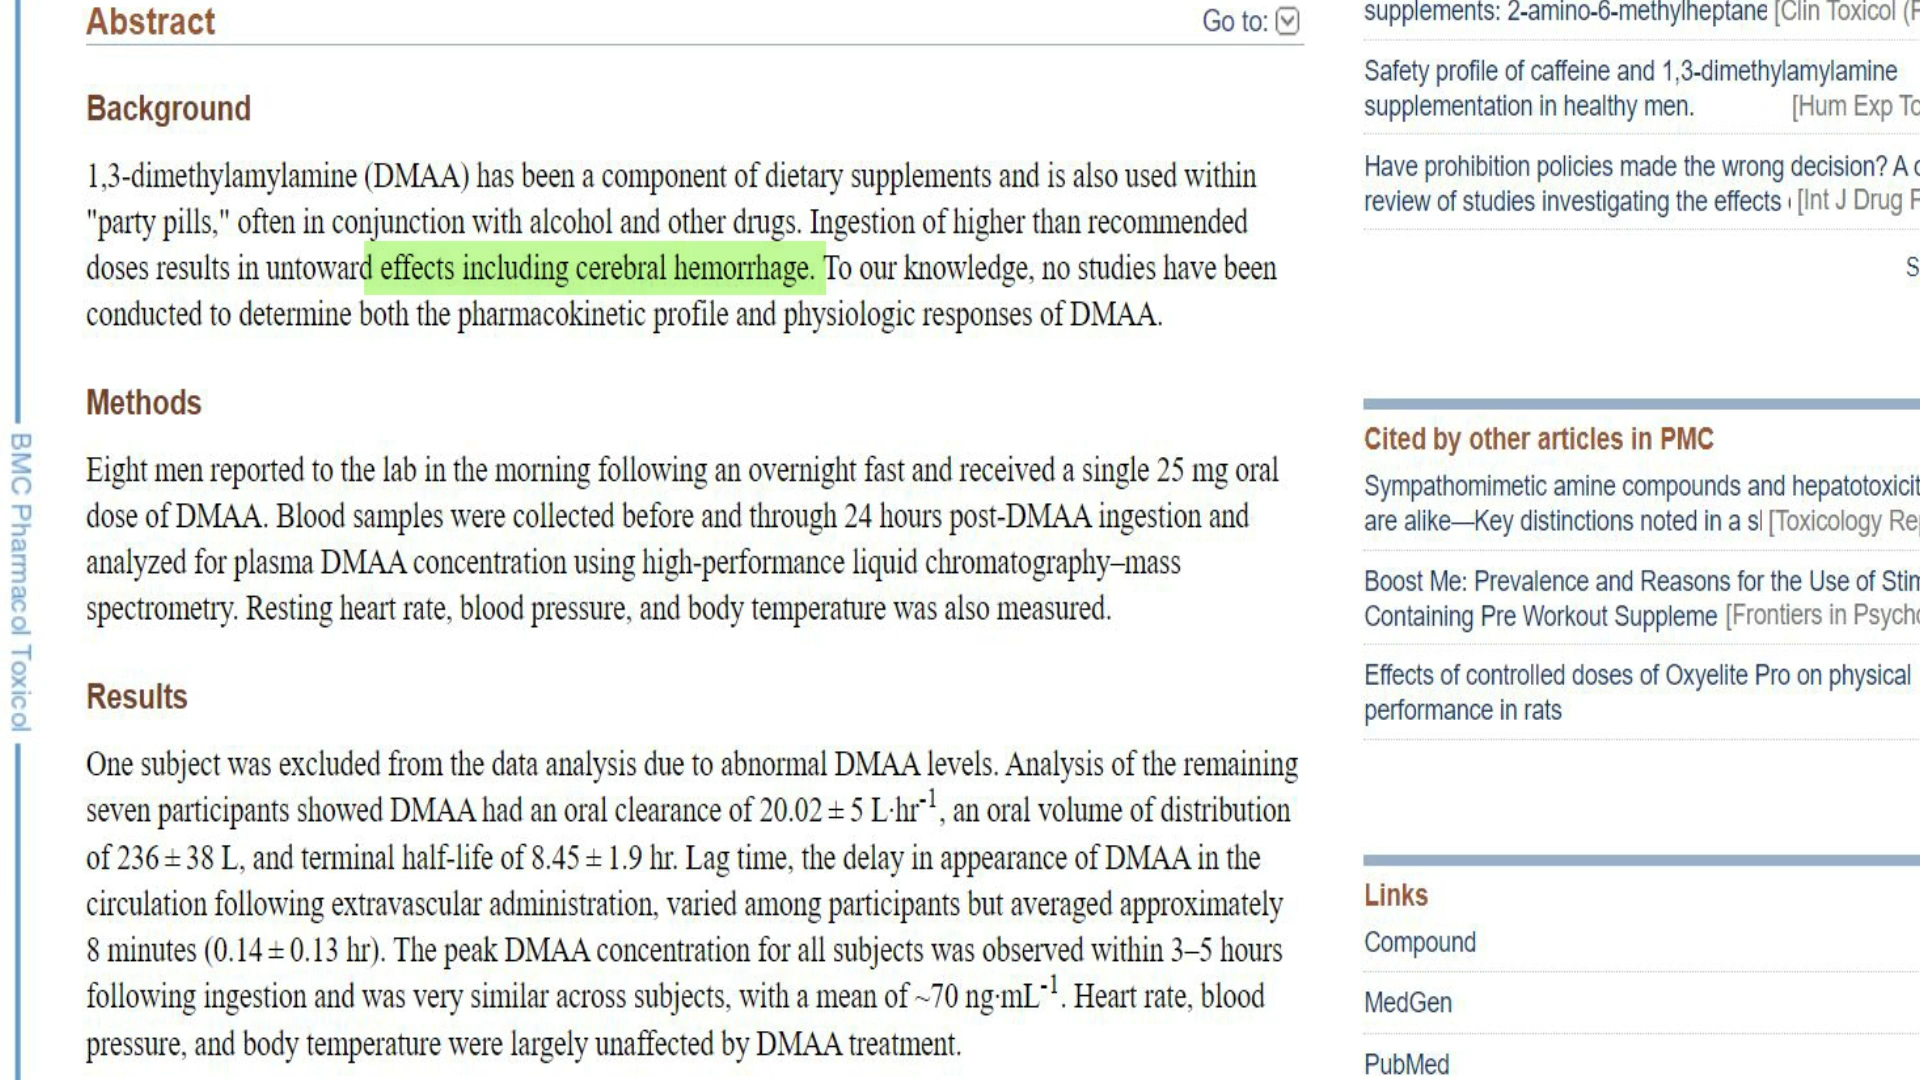 Abstract
Go to:
Background
1,3-dimethylamylamine (DMAA) has been a component of dietary supplements and is also used within
"party pills," often in conjunction with alcohol and other drugs. Ingestion of higher than recommended
doses results in untoward effects including cerebral hemorrhage. To our knowledge, no studies have been
conducted to determine both the pharmacokinetic profile and physiologic responses of DMAA.
Methods
Eight men reported to the lab in the morning following an overnight fast and received a single 25 mg oral
dose of DMAA. Blood samples were collected before and through 24 hours post-DMAA ingestion and
analyzed for plasma DMAA concentration using high-performance liquid chromatography–mass
spectrometry. Resting heart rate, blood pressure, and body temperature was also measured.
Results
One subject was excluded from the data analysis due to abnormal DMAA levels. Analysis of the remaining
seven participants showed DMAA had an oral clearance of 20.02 ± 5 L·hr⁻¹, an oral volume of distribution
of 236 ± 38 L, and terminal half-life of 8.45 ± 1.9 hr. Lag time, the delay in appearance of DMAA in the
circulation following extravascular administration, varied among participants but averaged approximately
8 minutes (0.14 ± 0.13 hr). The peak DMAA concentration for all subjects was observed within 3–5 hours
following ingestion and was very similar across subjects, with a mean of ~70 ng·mL⁻¹. Heart rate, blood
pressure, and body temperature were largely unaffected by DMAA treatment.
BMC Pharmacol Toxicol
supplements: 2-amino-6-methylheptane [Clin Toxicol (
Safety profile of caffeine and 1,3-dimethylamylamine
supplementation in healthy men. [Hum Exp To
Have prohibition policies made the wrong decision? A
review of studies investigating the effects [Int J Drug
S
Cited by other articles in PMC
Sympathomimetic amine compounds and hepatotoxicit
are alike—Key distinctions noted in a sl [Toxicology Re
Boost Me: Prevalence and Reasons for the Use of Stim
Containing Pre Workout Suppleme [Frontiers in Psych
Effects of controlled doses of Oxyelite Pro on physical
performance in rats
Links
Compound
MedGen
PubMed